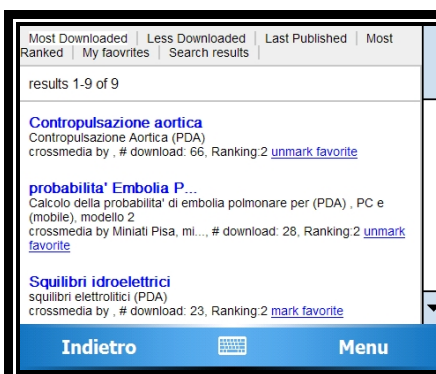 Most Downloaded | Less Downloaded | Last Published | Most
Ranked | My faovrites | Search results |
results 1-9 of 9
Contropulsazione aortica
Contropulsazione Aortica (PDA)
crossmedia by , # download: 66, Ranking:2 unmark favorite
probabilita' Embolia P...
Calcolo della probabilita' di embolia polmonare per (PDA) , PC e
(mobile), modello 2
crossmedia by Miniati Pisa, mi..., # download: 28, Ranking:2 unmark
favorite
Squilibri idroelettrici
squilibri elettrolitici (PDA)
crossmedia by , # download: 23, Ranking:2 mark favorite
Indietro Menu